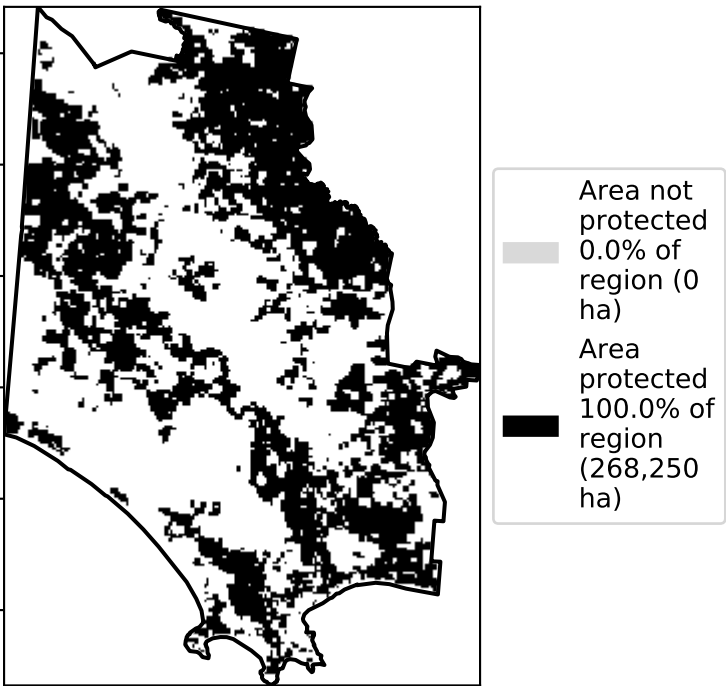 Area not
protected
0.0% of
region (0
ha)
Area
protected
100.0% of
region
(268,250
ha)